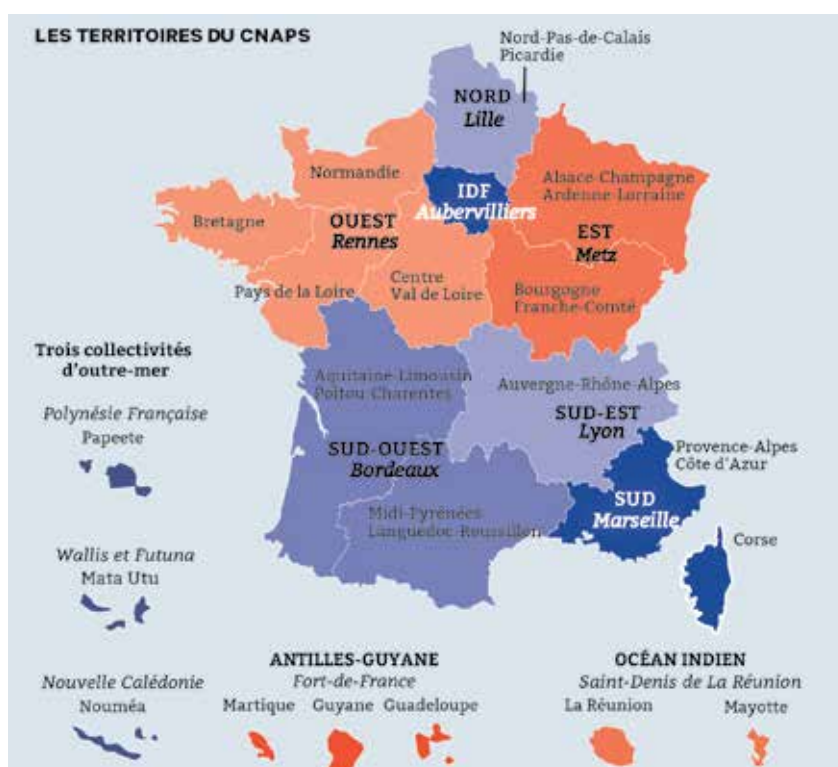 LES TERRITOIRES DU CNAPS
Nord-Pas-de-Calais
Picardie
NORD
Lille
Normandie
IDF
Aubervilliers
Alsace-Champagne
Ardenne-Lorraine
Bretagne
OUEST
Rennes
EST
Metz
Pays de la Loire
Centre
Val de Loire
Bourgogne
Franche-Comté
Trois collectivités
d'outre-mer
Aquitaine-Limousin
Poitou-Charentes
Auvergne-Rhône-Alpes
SUD-EST
Lyon
Polynésie Française
Papeete
SUD-OUEST
Bordeaux
Provence-Alpes
Côte d'Azur
SUD
Marseille
Midi-Pyrénées
Languedoc-Roussillon
Corse
Wallis et Futuna
Mata Utu
Nouvelle Calédonie
Nouméa
ANTILLES-GUYANE
Fort-de-France
Martique Guyane Guadeloupe
OCÉAN INDIEN
Saint-Denis de La Réunion
La Réunion Mayotte